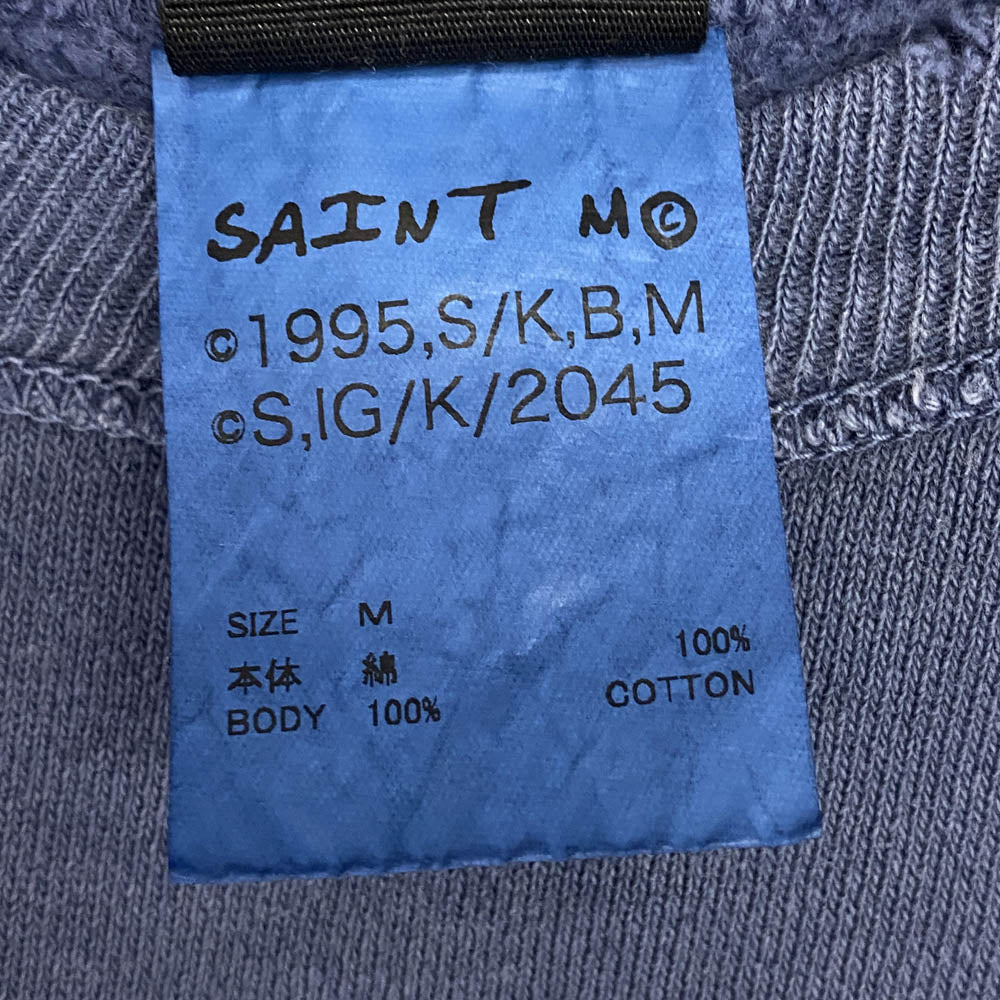 SAINT M©
©1995,S/K,B,M
©S,IG/K/2045
SIZE M
本体 綿
BODY 100%
100%
COTTON